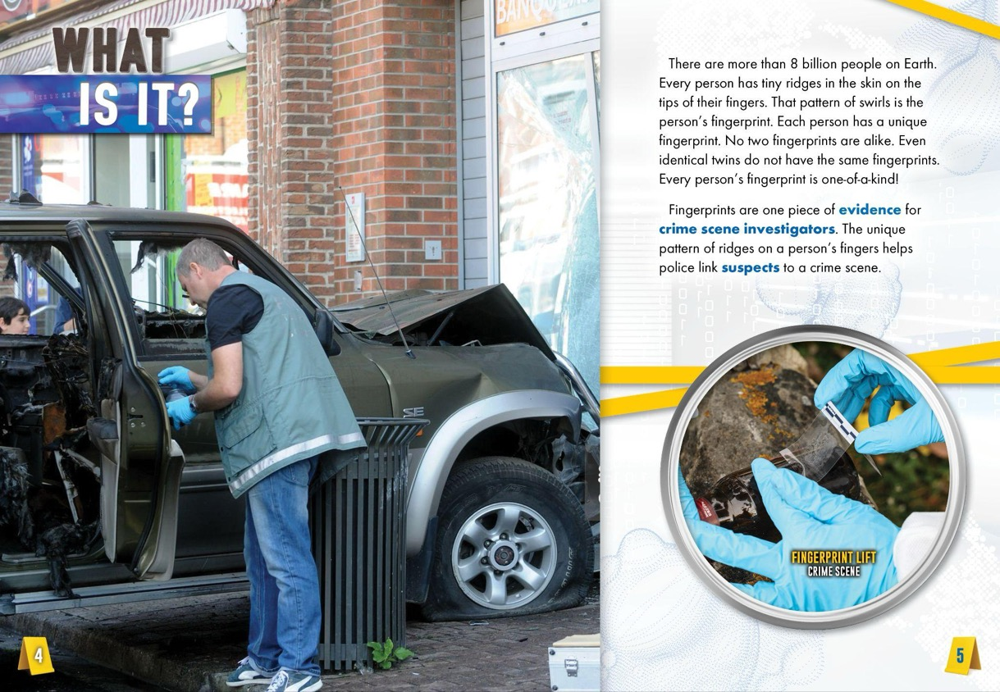 WHAT
IS IT?
BANQUE
SE
4
There are more than 8 billion people on Earth.
Every person has tiny ridges in the skin on the
tips of their fingers. That pattern of swirls is the
person’s fingerprint. Each person has a unique
fingerprint. No two fingerprints are alike. Even
identical twins do not have the same fingerprints.
Every person’s fingerprint is one-of-a-kind!
Fingerprints are one piece of evidence for
crime scene investigators. The unique
pattern of ridges on a person’s fingers helps
police link suspects to a crime scene.
FINGERPRINT LIFT
CRIME SCENE
5